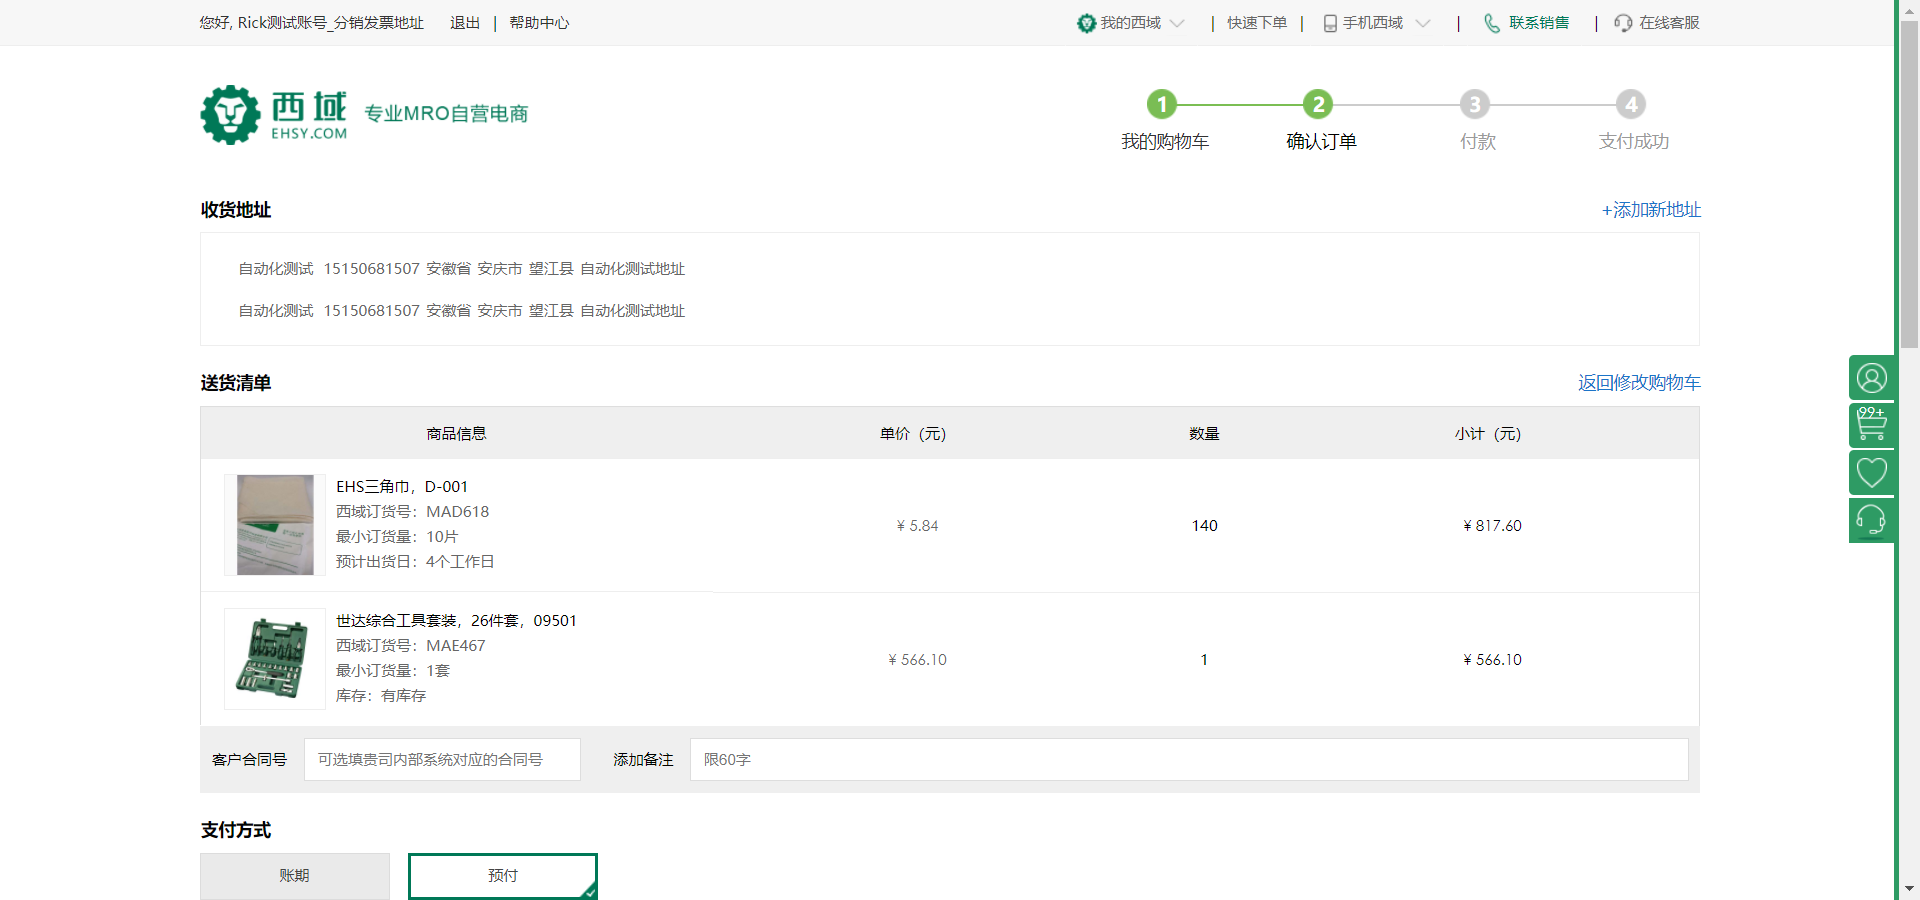 您好, Rick测试账号_分销发票地址 退出 | 帮助中心 我的西域 | 快速下单 | 手机西域 | 联系销售 | 在线客服
西域 EHSY.COM 专业MRO自营电商
1 2 3 4
我的购物车 确认订单 付款 支付成功
收货地址 +添加新地址
自动化测试 15150681507 安徽省 安庆市 望江县 自动化测试地址
自动化测试 15150681507 安徽省 安庆市 望江县 自动化测试地址
送货清单 返回修改购物车
99+
商品信息 单价（元） 数量 小计（元）
EHS三角巾，D-001
西域订货号：MAD618
最小订货量：10片
预计出货日：4个工作日
¥ 5.84 140 ¥ 817.60
世达综合工具套装，26件套，09501
西域订货号：MAE467
最小订货量：1套
库存：有库存
¥ 566.10 1 ¥ 566.10
客户合同号 可选填贵司内部系统对应的合同号 添加备注 限60字
支付方式
账期 预付